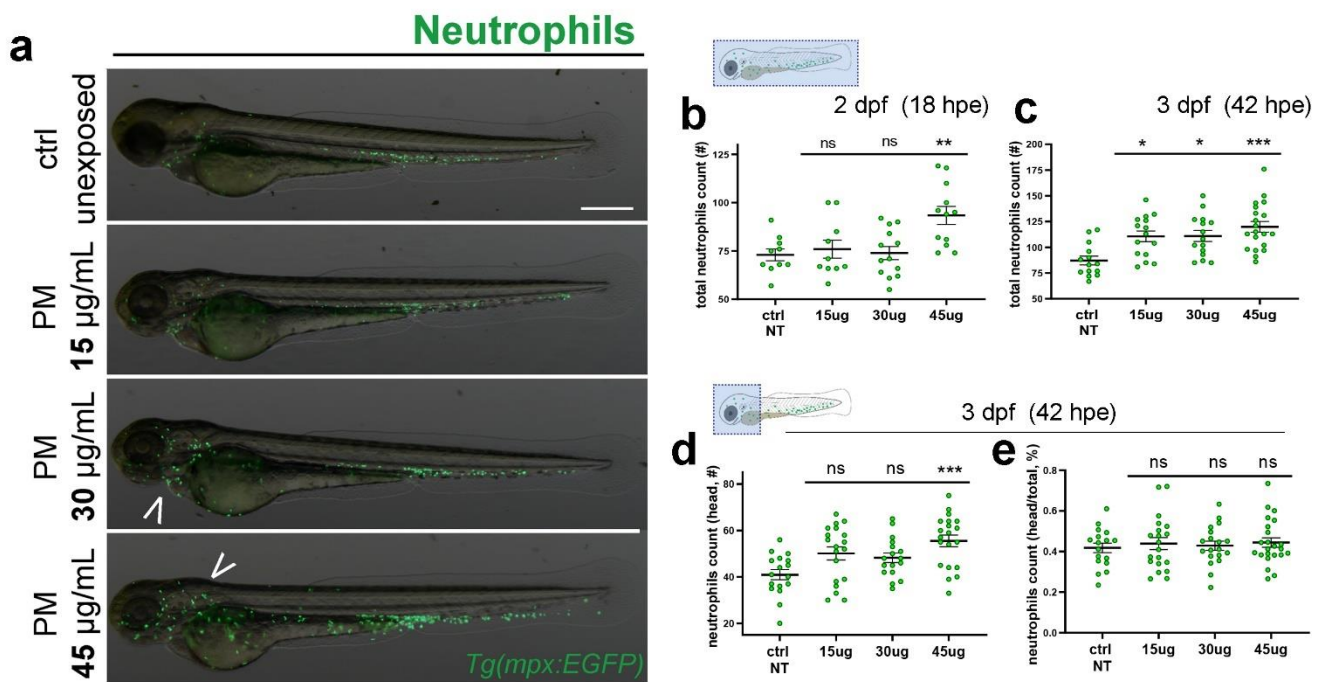 Neutrophils
a
ctrl
unexposed
PM
15 µg/mL
PM
30 µg/mL
PM
45 µg/mL
Tg(mpx:EGFP)
b
2 dpf (18 hpe)
total neutrophils count (#)
125
100
75
50
ns
ns
**
ctrl
NT
15ug
30ug
45ug
c
3 dpf (42 hpe)
total neutrophils count (#)
200
175
150
125
100
75
50
*
*
***
ctrl
NT
15ug
30ug
45ug
3 dpf (42 hpe)
d
neutrophils count (head, #)
80
60
40
20
ns
ns
***
ctrl
NT
15ug
30ug
45ug
e
neutrophils count (head/total, %)
0.8
0.6
0.4
0.2
0.0
ns
ns
ns
ctrl
NT
15ug
30ug
45ug